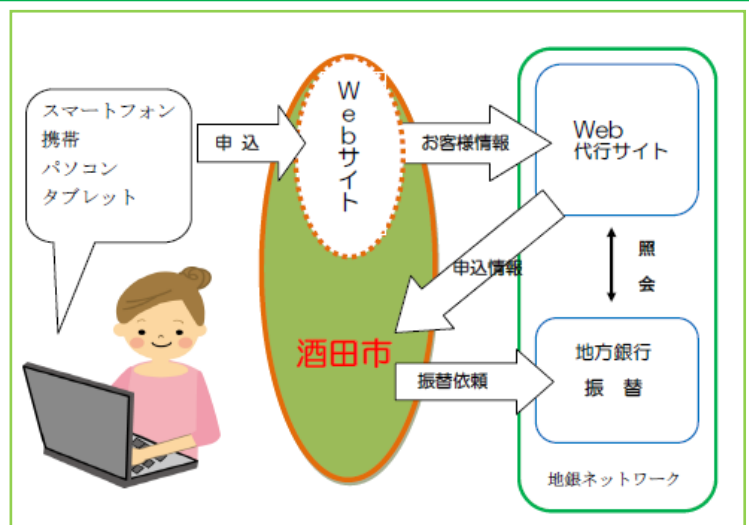 スマートフォン
携帯
パソコン
タブレット
申 込
Webサイト
お客様情報
Web
代行サイト
申込情報
照会
酒田市
振替依頼
地方銀行
振 替
地銀ネットワーク